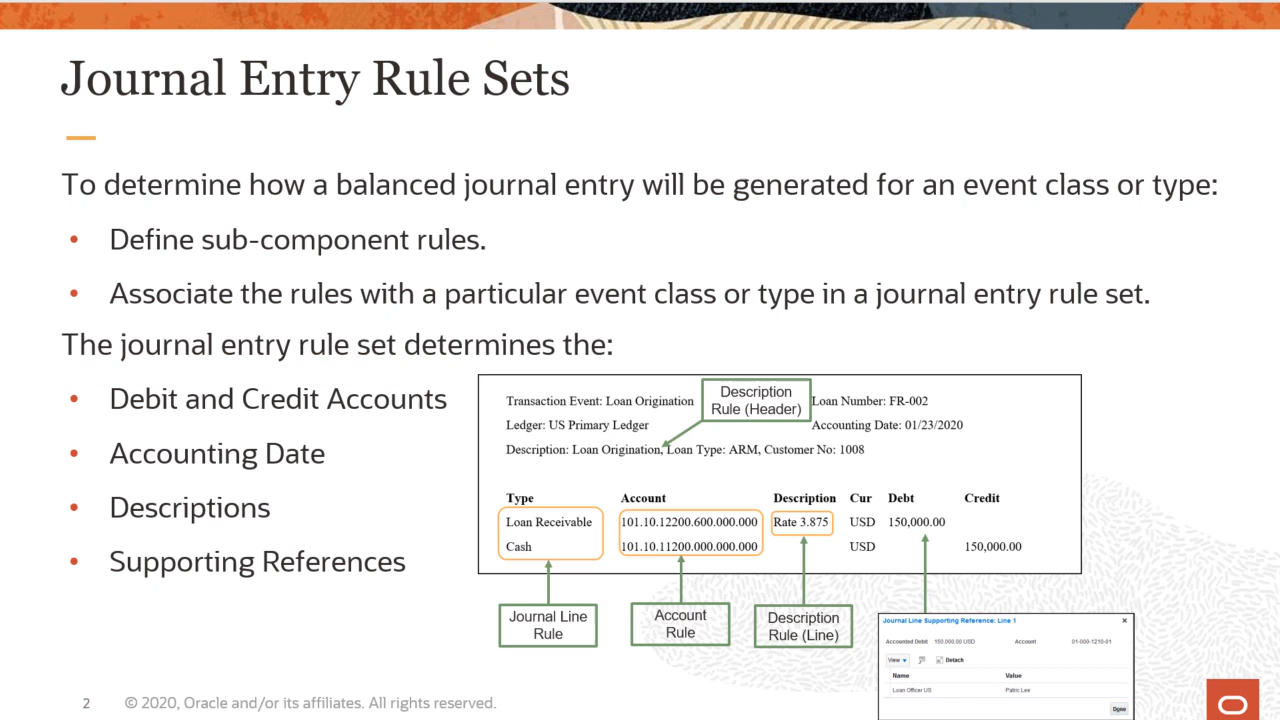 Journal Entry Rule Sets
To determine how a balanced journal entry will be generated for an event class or type:
• Define sub-component rules.
• Associate the rules with a particular event class or type in a journal entry rule set.
The journal entry rule set determines the:
• Debit and Credit Accounts
• Accounting Date
• Descriptions
• Supporting References
Description
Rule (Header)
Transaction Event: Loan Origination Loan Number: FR-002
Ledger: US Primary Ledger Accounting Date: 01/23/2020
Description: Loan Origination, Loan Type: ARM, Customer No: 1008
Type Account Description Cur Debt Credit
Loan Receivable 101.10.12200.600.000.000 Rate 3.875 USD 150,000.00
Cash 101.10.11200.000.000.000 USD 150,000.00
Journal Line
Rule
Account
Rule
Description
Rule (Line)
Journal Line Supporting Reference: Line 1 ×
Accounted Debit 150,000.00 USD Account 01-000-1210-01
View Detach
Name Value
Loan Officer US Patric Lee
Done
2 © 2020, Oracle and/or its affiliates. All rights reserved.